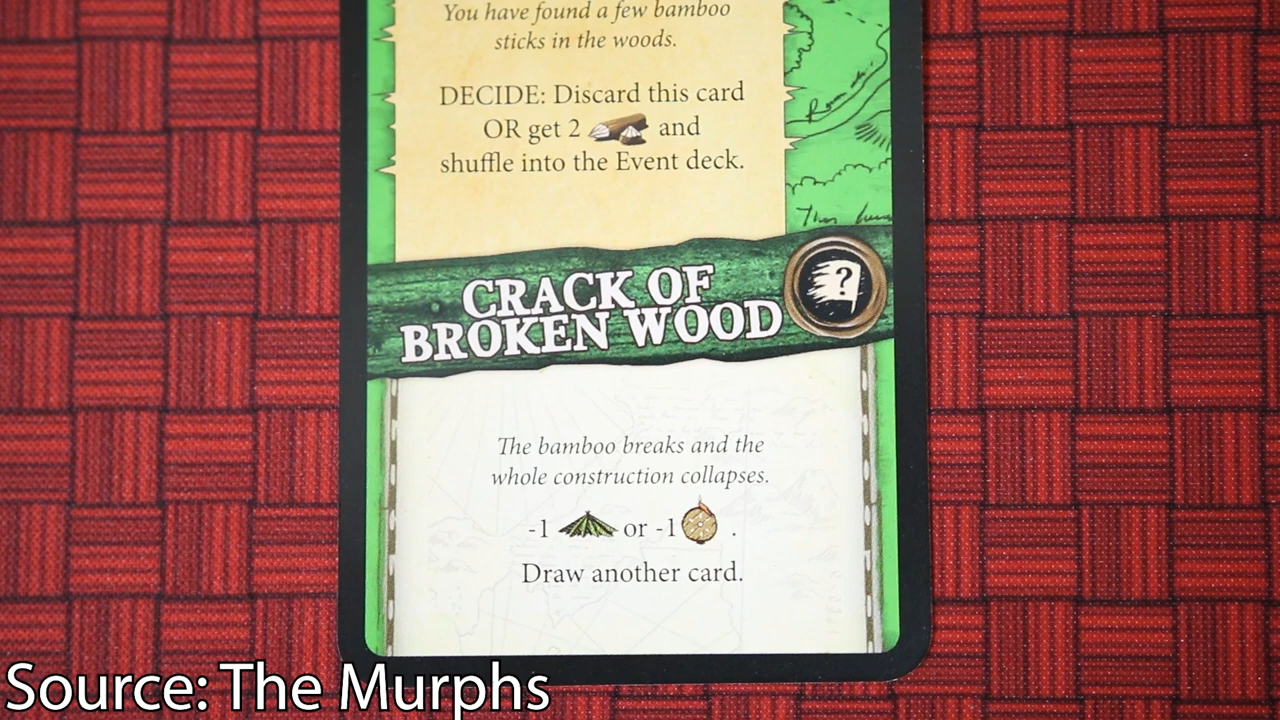 You have found a few bamboo
sticks in the woods.
DECIDE: Discard this card
OR get 2 and
shuffle into the Event deck.
CRACK OF
BROKEN WOOD
?
The bamboo breaks and the
whole construction collapses.
-1 or -1 .
Draw another card.
Source: The Murphs